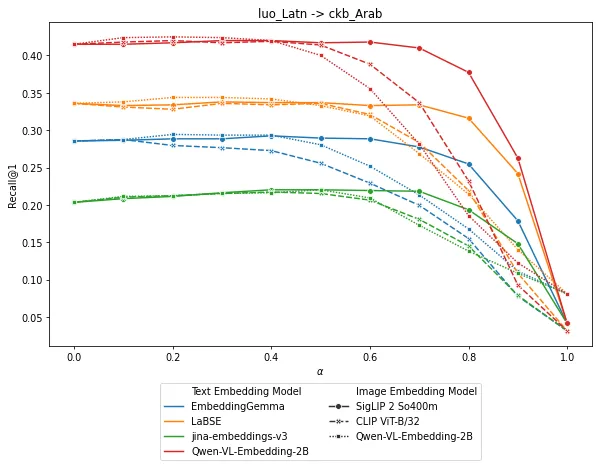 luo_Latn -> ckb_Arab
Recall@1
0.40
0.35
0.30
0.25
0.20
0.15
0.10
0.05
0.0 0.2 0.4 0.6 0.8 1.0
α
Text Embedding Model
EmbeddingGemma
LaBSE
jina-embeddings-v3
Qwen-VL-Embedding-2B
Image Embedding Model
SigLIP 2 So400m
CLIP ViT-B/32
Qwen-VL-Embedding-2B